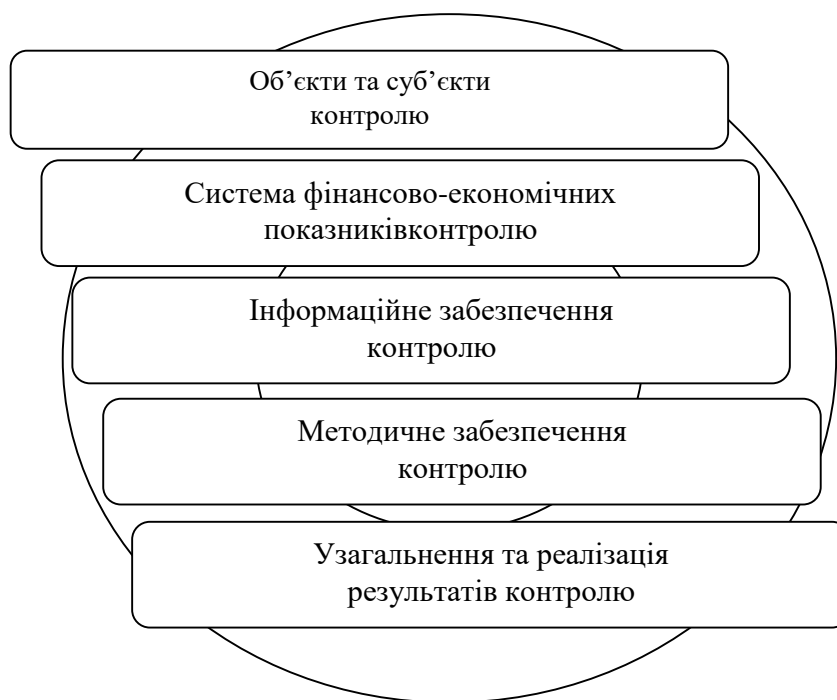 Об’єкти та суб’єкти
контролю
Система фінансово-економічних
показниківконтролю
Інформаційне забезпечення
контролю
Методичне забезпечення
контролю
Узагальнення та реалізація
результатів контролю